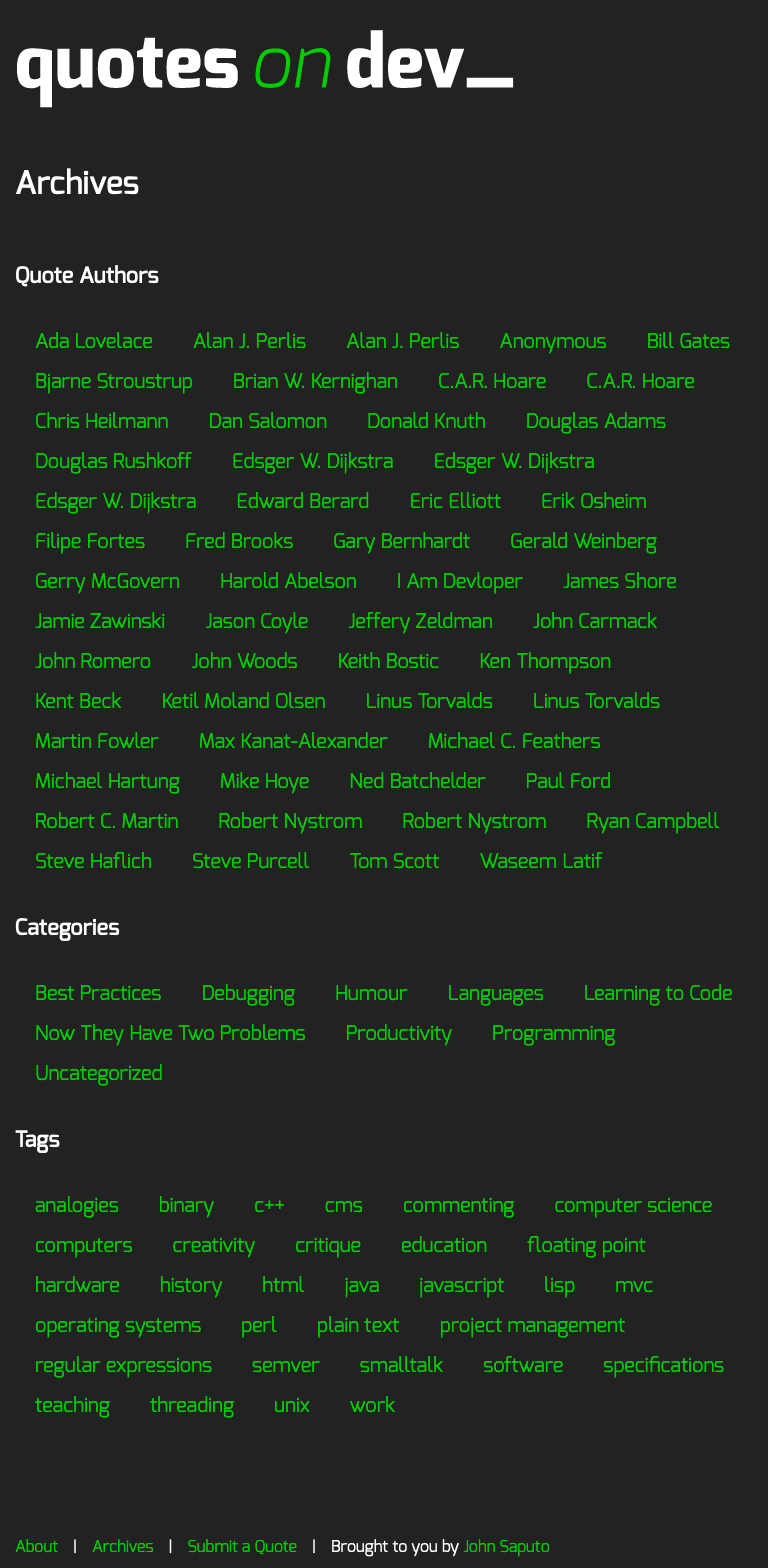 quotes on dev_
Archives
Quote Authors
Ada Lovelace Alan J. Perlis Alan J. Perlis Anonymous Bill Gates
Bjarne Stroustrup Brian W. Kernighan C.A.R. Hoare C.A.R. Hoare
Chris Heilmann Dan Salomon Donald Knuth Douglas Adams
Douglas Rushkoff Edsger W. Dijkstra Edsger W. Dijkstra
Edsger W. Dijkstra Edward Berard Eric Elliott Erik Osheim
Filipe Fortes Fred Brooks Gary Bernhardt Gerald Weinberg
Gerry McGovern Harold Abelson I Am Devloper James Shore
Jamie Zawinski Jason Coyle Jeffery Zeldman John Carmack
John Romero John Woods Keith Bostic Ken Thompson
Kent Beck Ketil Moland Olsen Linus Torvalds Linus Torvalds
Martin Fowler Max Kanat-Alexander Michael C. Feathers
Michael Hartung Mike Hoye Ned Batchelder Paul Ford
Robert C. Martin Robert Nystrom Robert Nystrom Ryan Campbell
Steve Haflich Steve Purcell Tom Scott Waseem Latif
Categories
Best Practices Debugging Humour Languages Learning to Code
Now They Have Two Problems Productivity Programming
Uncategorized
Tags
analogies binary c++ cms commenting computer science
computers creativity critique education floating point
hardware history html java javascript lisp mvc
operating systems perl plain text project management
regular expressions semver smalltalk software specifications
teaching threading unix work
About | Archives | Submit a Quote | Brought to you by John Saputo